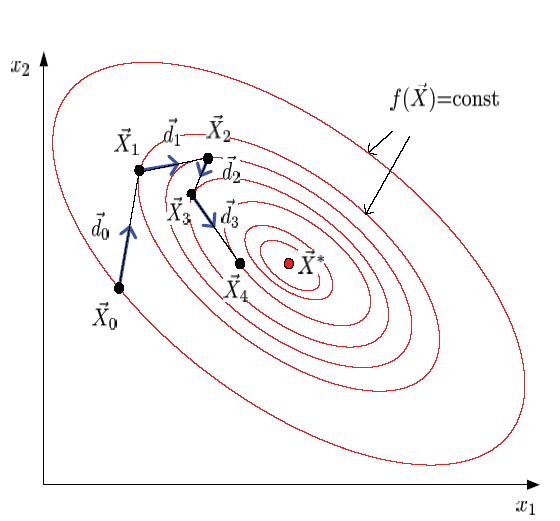 x₂
f(X⃗)=const
X⃗₁
d⃗₁
X⃗₂
d⃗₂
X⃗₃
d⃗₃
d⃗₀
X⃗*
X⃗₄
X⃗₀
x₁